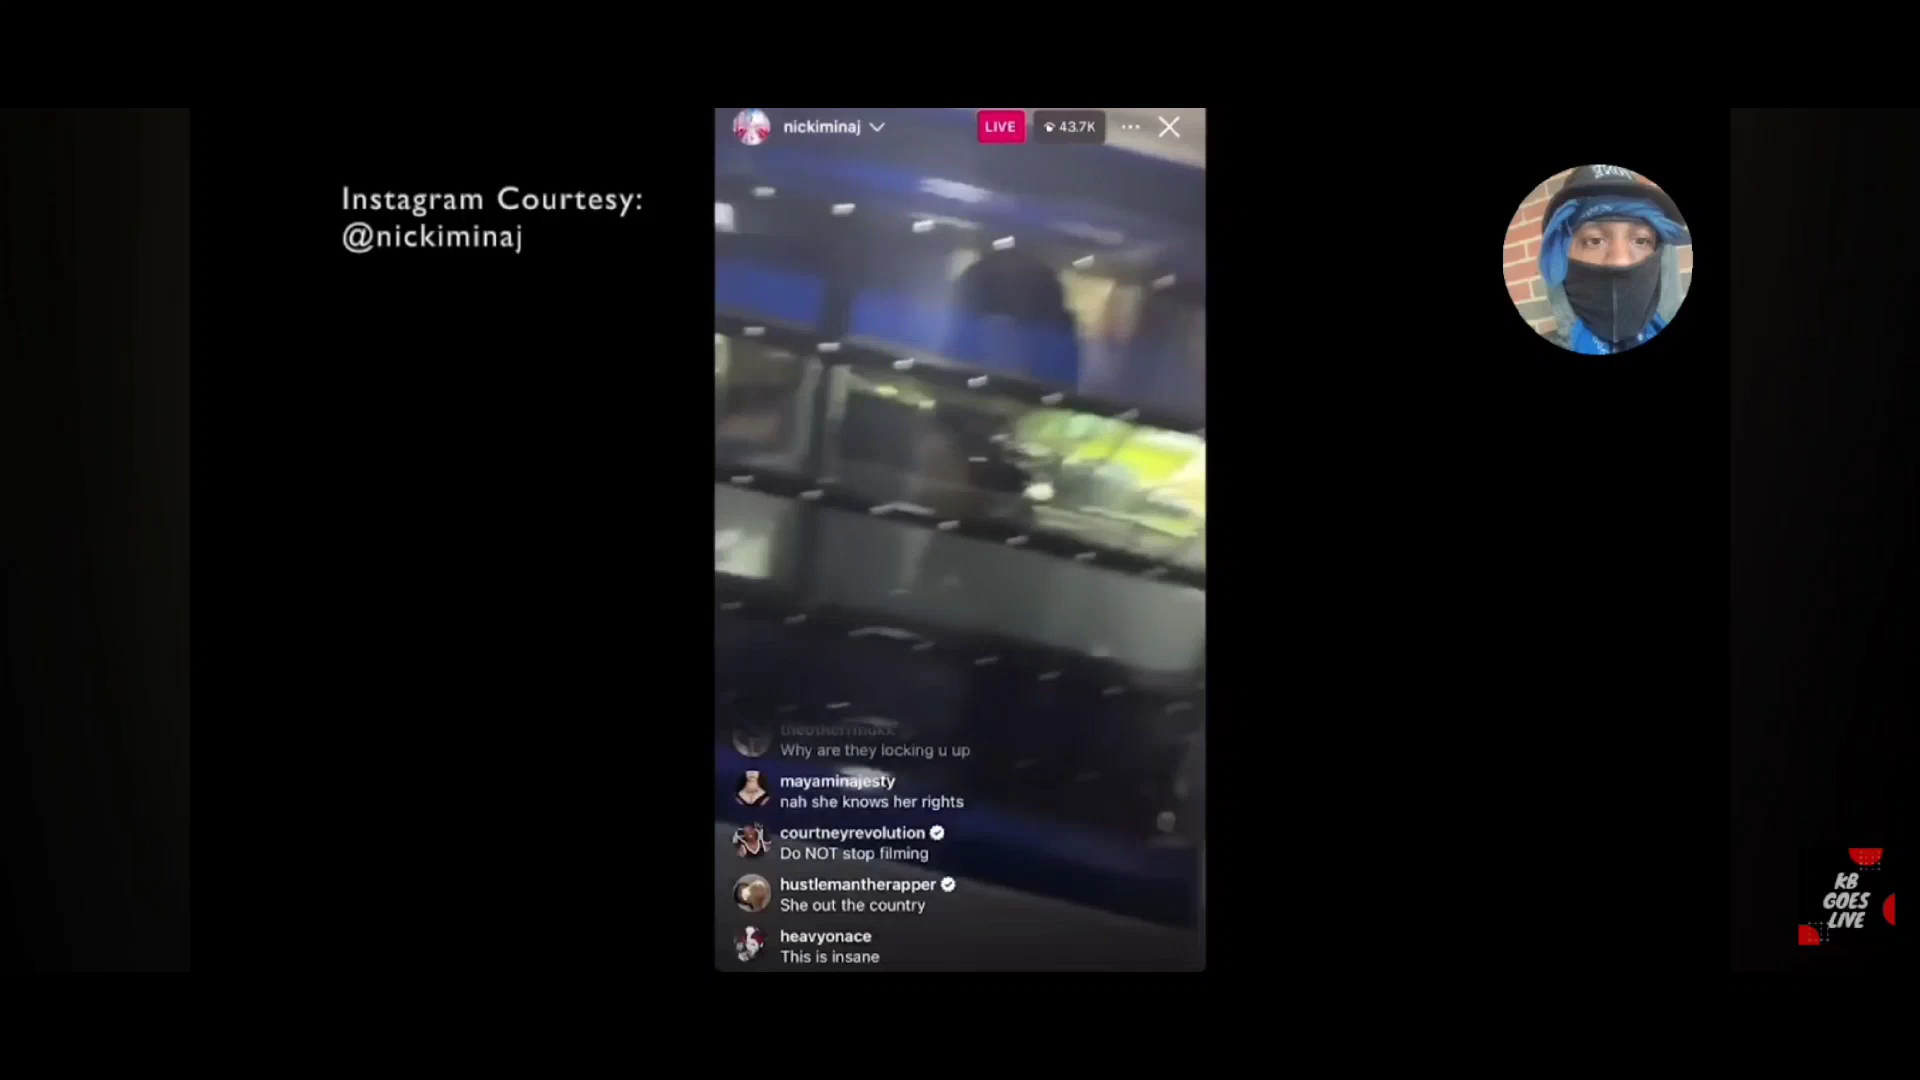 nickiminaj
LIVE
43.7K
Instagram Courtesy:
@nickiminaj
Why are they locking u up
mayaminajesty
nah she knows her rights
courtneyrevolution
Do NOT stop filming
hustlemantherapper
She out the country
heavyonace
This is insane
KB
GOES
LIVE